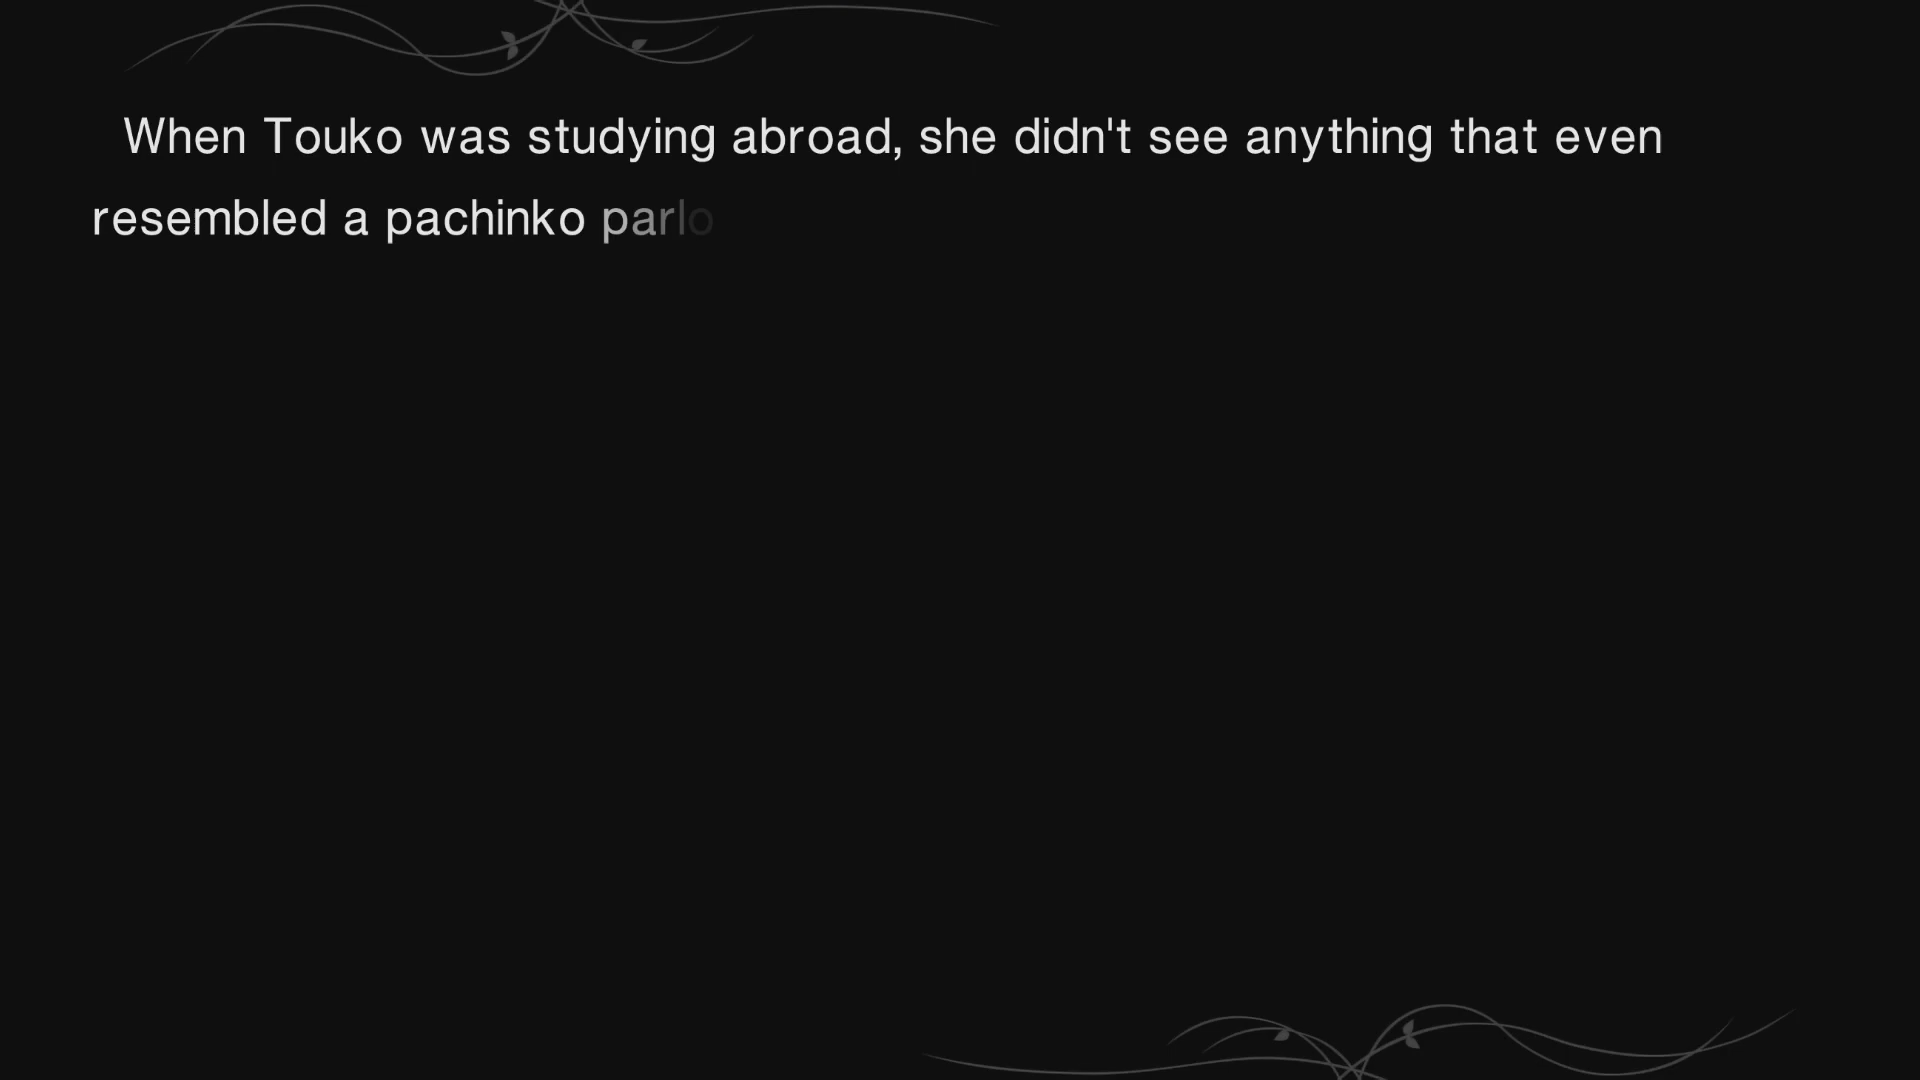 When Touko was studying abroad, she didn't see anything that even
resembled a pachinko parlo